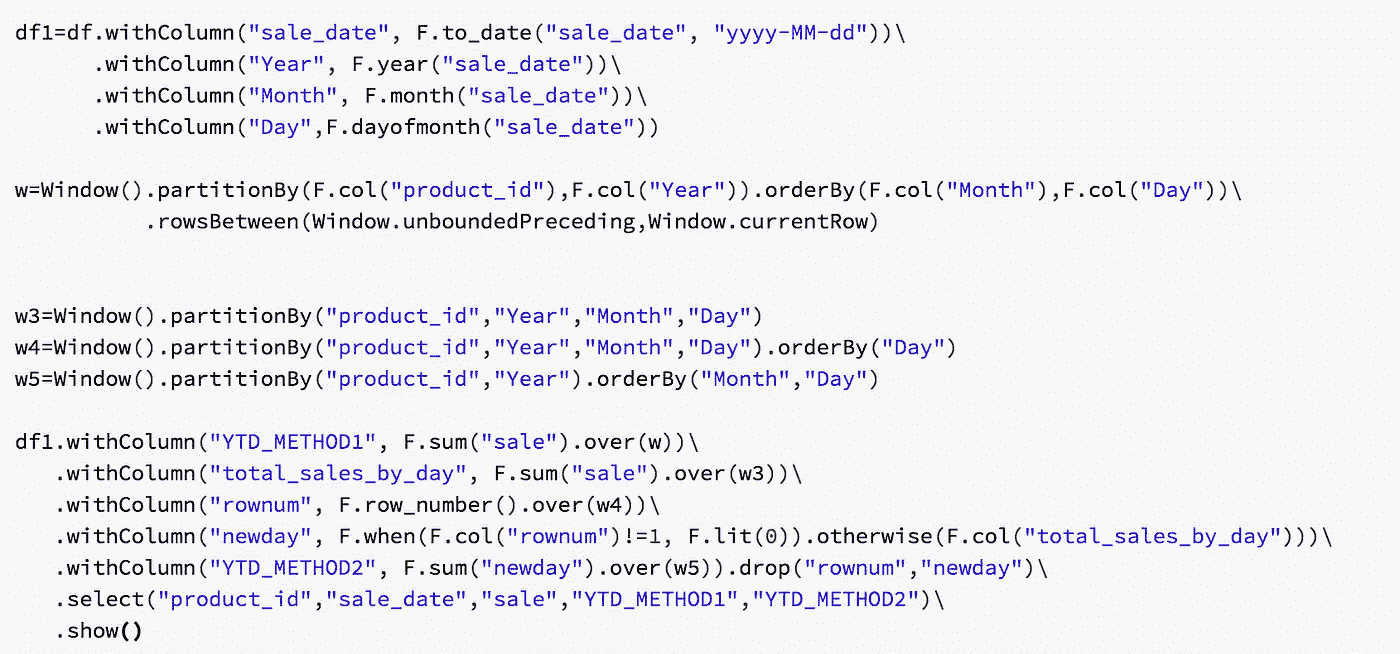 df1=df.withColumn("sale_date", F.to_date("sale_date", "yyyy-MM-dd"))\
.withColumn("Year", F.year("sale_date"))\
.withColumn("Month", F.month("sale_date"))\
.withColumn("Day",F.dayofmonth("sale_date"))
w=Window().partitionBy(F.col("product_id"),F.col("Year")).orderBy(F.col("Month"),F.col("Day"))\
.rowsBetween(Window.unboundedPreceding,Window.currentRow)
w3=Window().partitionBy("product_id","Year","Month","Day")
w4=Window().partitionBy("product_id","Year","Month","Day").orderBy("Day")
w5=Window().partitionBy("product_id","Year").orderBy("Month","Day")
df1.withColumn("YTD_METHOD1", F.sum("sale").over(w))\
.withColumn("total_sales_by_day", F.sum("sale").over(w3))\
.withColumn("rownum", F.row_number().over(w4))\
.withColumn("newday", F.when(F.col("rownum")!=1, F.lit(0)).otherwise(F.col("total_sales_by_day")))\
.withColumn("YTD_METHOD2", F.sum("newday").over(w5)).drop("rownum","newday")\
.select("product_id","sale_date","sale","YTD_METHOD1","YTD_METHOD2")\
.show()